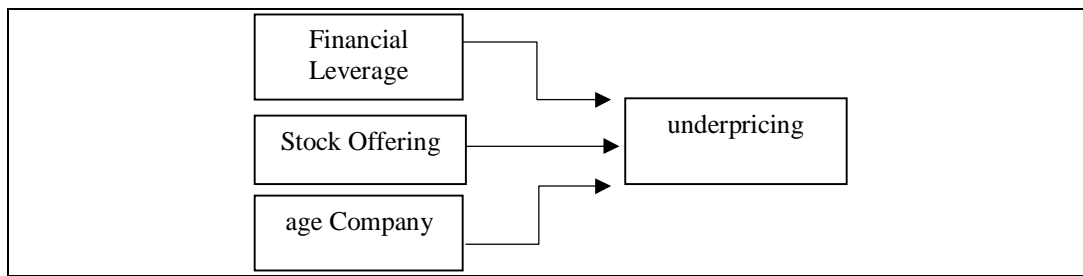 Financial
Leverage
Stock Offering
age Company
underpricing